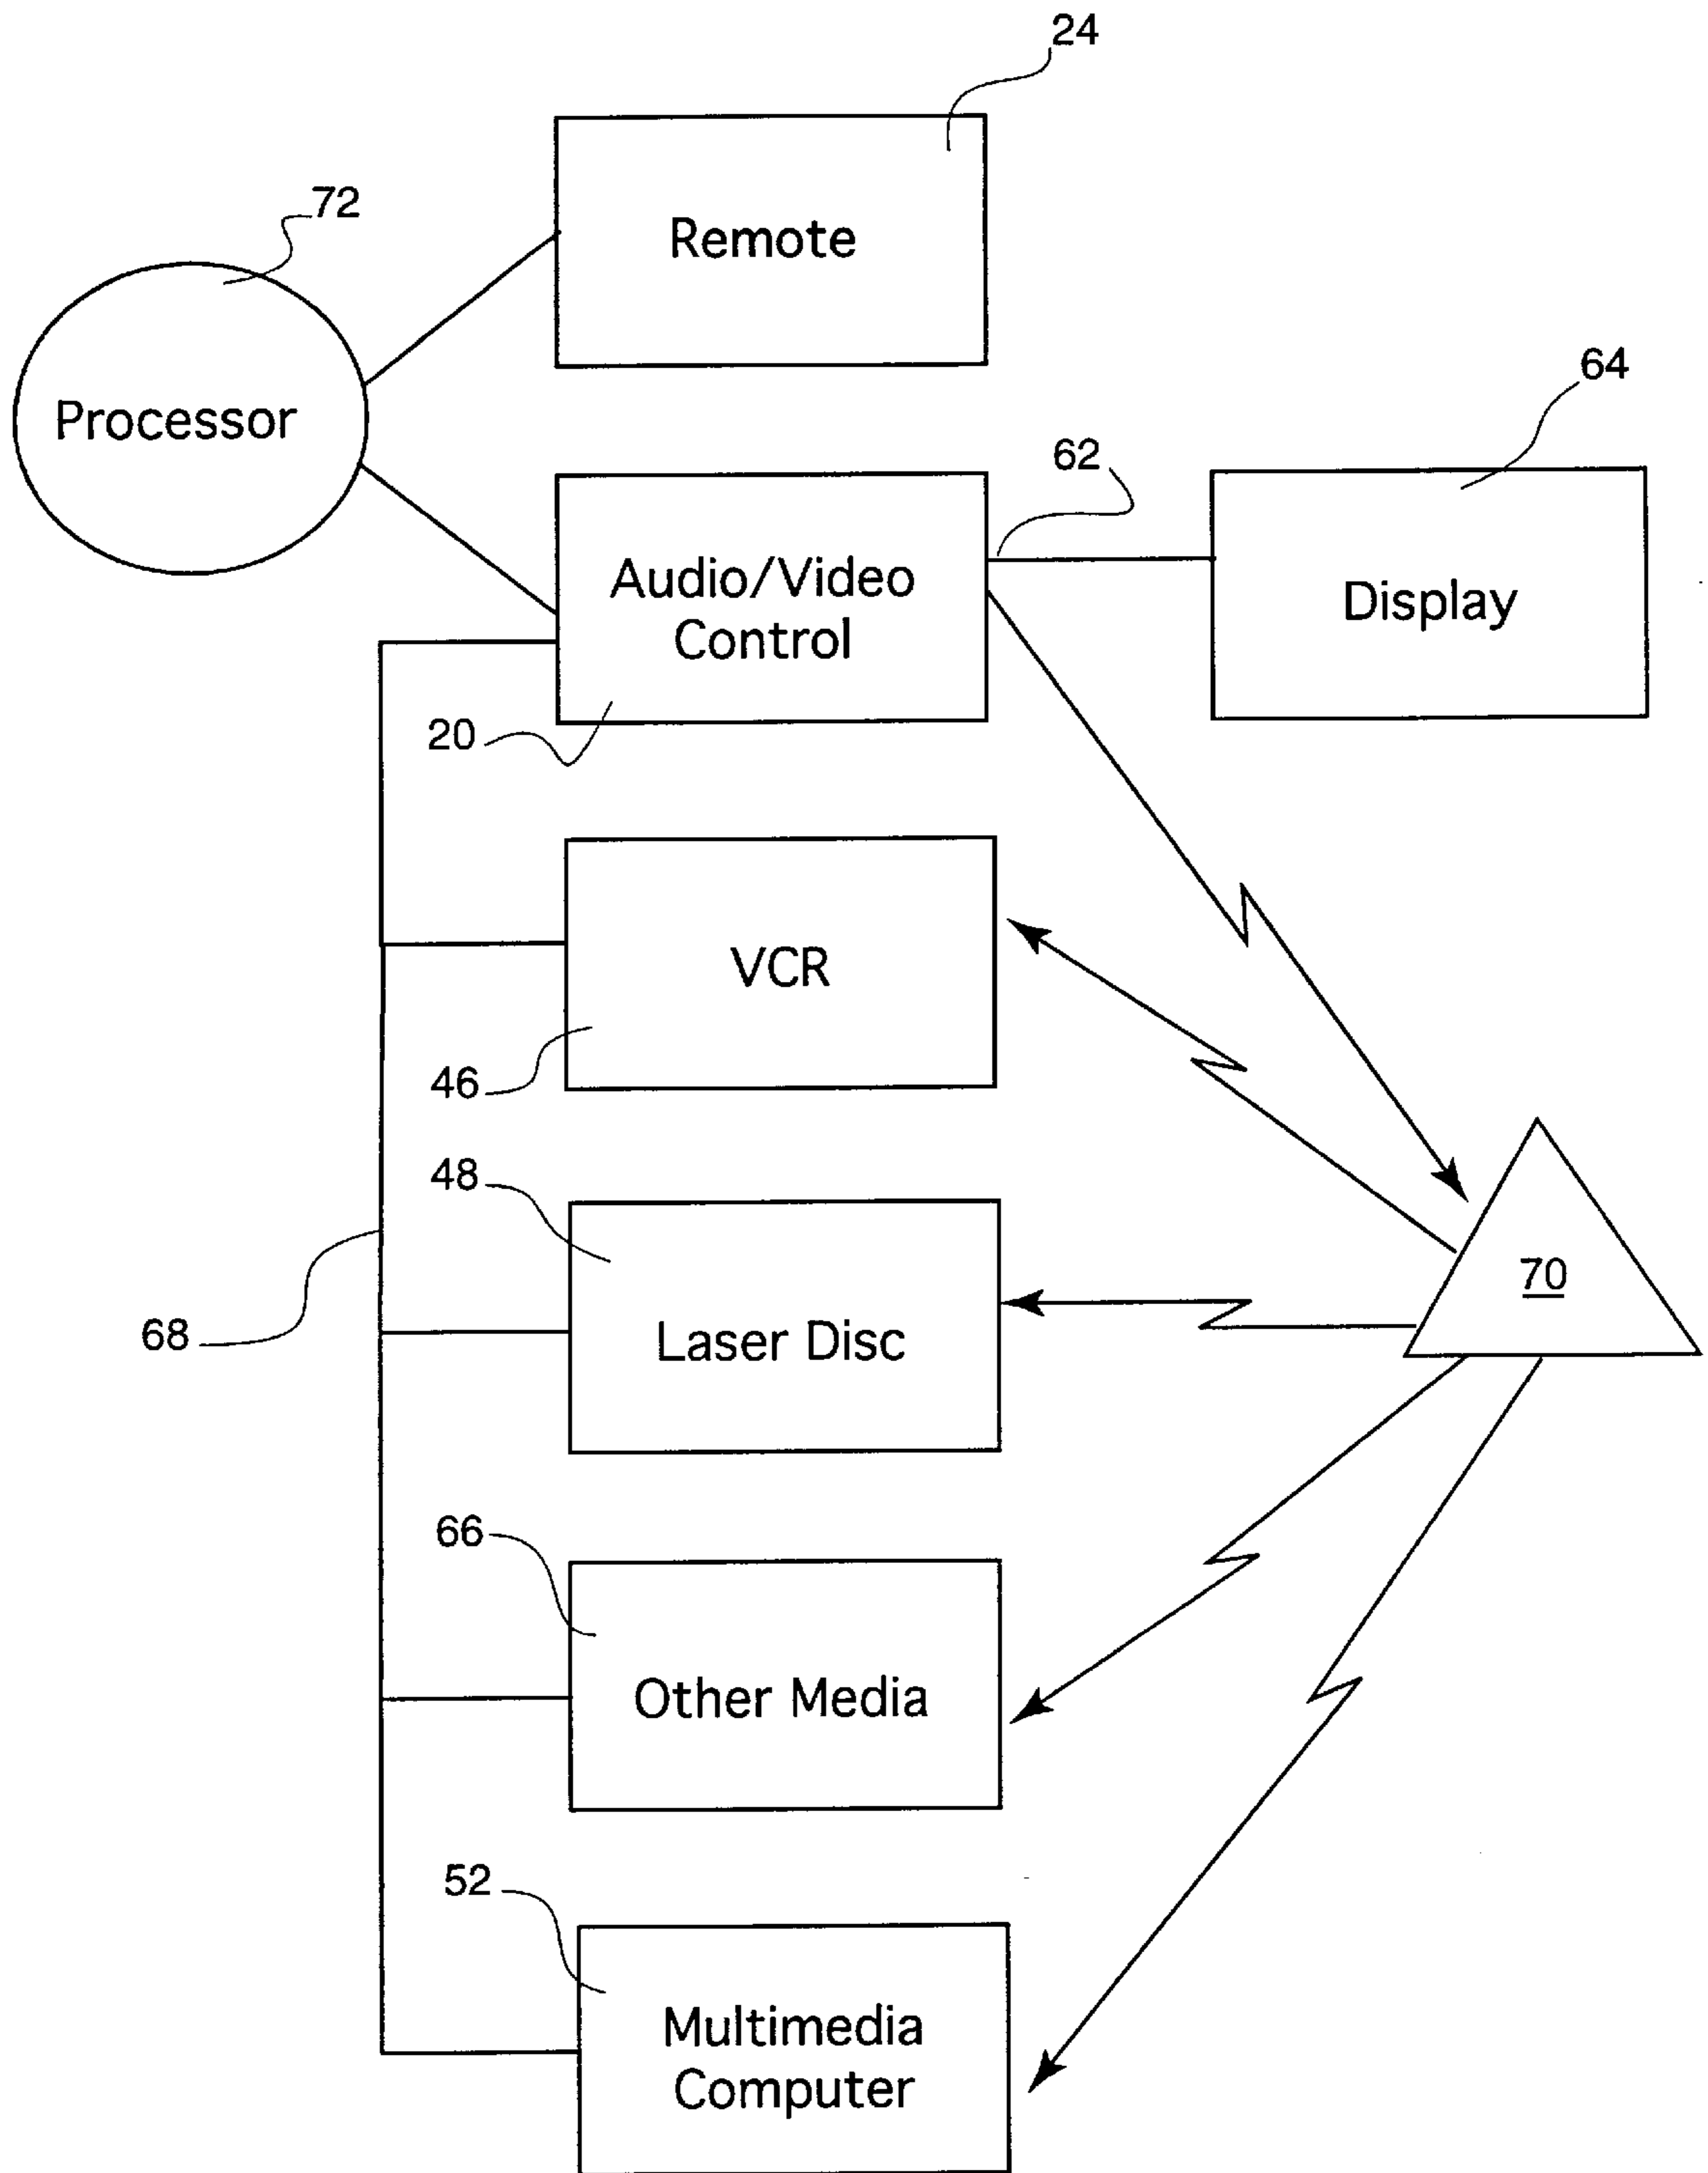 24
72
Remote
Processor
64
62
Audio/Video
Control
Display
20
VCR
46
48
70
68
Laser Disc
66
Other Media
52
Multimedia
Computer